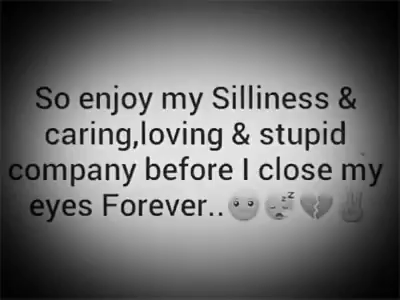 So enjoy my Silliness &
caring,loving & stupid
company before I close my
eyes Forever..😶😴💔✌